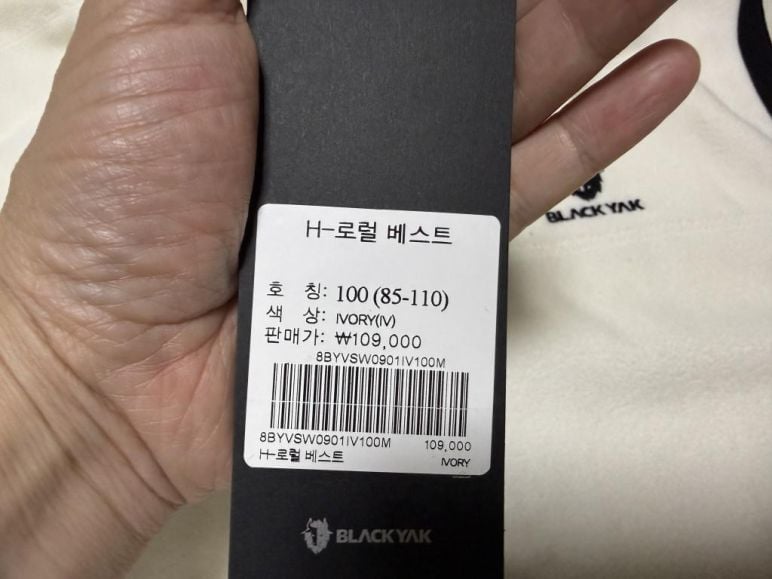 H-로럴 베스트
호 칭: 100 (85-110)
색 상: IVORY(IV)
판매가: ₩109,000
8BYVSW0901IV100M
8BYVSW0901IV100M 109,000
H-로럴 베스트 IVORY
BLACKYAK
BLACKYAK